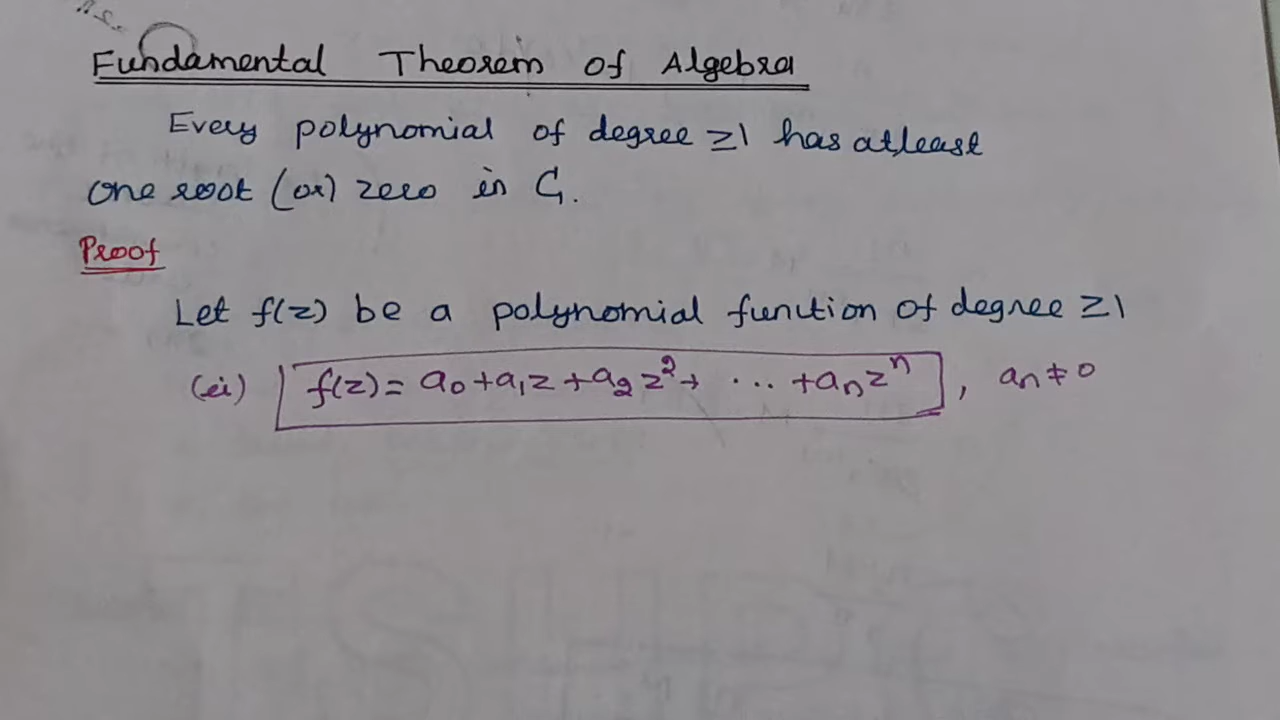 Fundamental Theorem of Algebra
Every polynomial of degree ≥1 has atleast
one root (or) zero in ℂ.
Proof
Let f(z) be a polynomial function of degree ≥1
(ie) f(z) = a₀+a₁z+a₂z²+ ... +aₙzⁿ, aₙ≠0